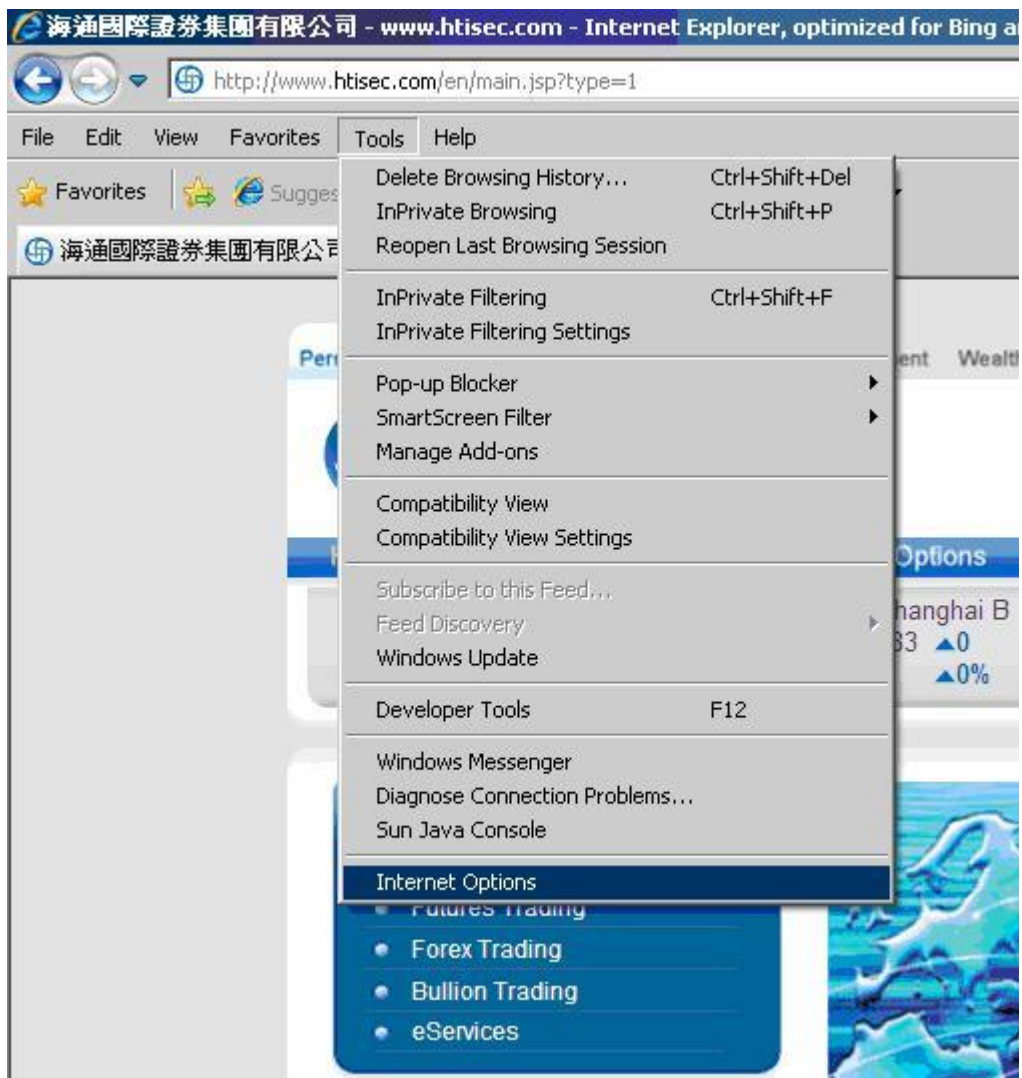 海通國際證券集團有限公司 - www.htisec.com - Internet Explorer, optimized for Bing
http://www.htisec.com/en/main.jsp?type=1
File Edit View Favorites Tools Help
Favorites
海通國際證券集團有限公
Delete Browsing History... Ctrl+Shift+Del
InPrivate Browsing Ctrl+Shift+P
Reopen Last Browsing Session
InPrivate Filtering Ctrl+Shift+F
InPrivate Filtering Settings
Pop-up Blocker
SmartScreen Filter
Manage Add-ons
Compatibility View
Compatibility View Settings
Subscribe to this Feed...
Feed Discovery
Windows Update
Developer Tools F12
Windows Messenger
Diagnose Connection Problems...
Sun Java Console
Internet Options
Options
B
▲0
▲0%
Futures Trading
Forex Trading
Bullion Trading
eServices